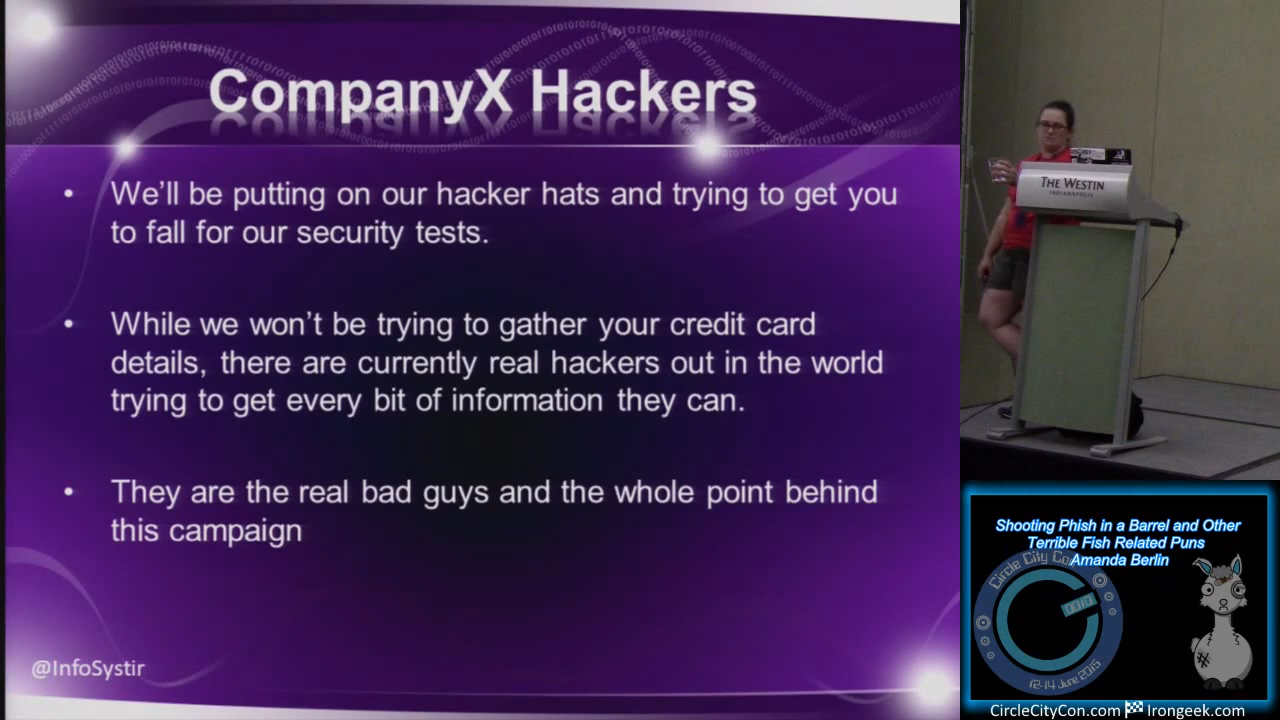 CompanyX Hackers
• We’ll be putting on our hacker hats and trying to get you
to fall for our security tests.
• While we won’t be trying to gather your credit card
details, there are currently real hackers out in the world
trying to get every bit of information they can.
• They are the real bad guys and the whole point behind
this campaign
@InfoSystir
THE WESTIN
INDIANAPOLIS
Shooting Phish in a Barrel and Other
Terrible Fish Related Puns
Amanda Berlin
Circle City Con
12-14 June 2015
CircleCityCon.com Irongeek.com